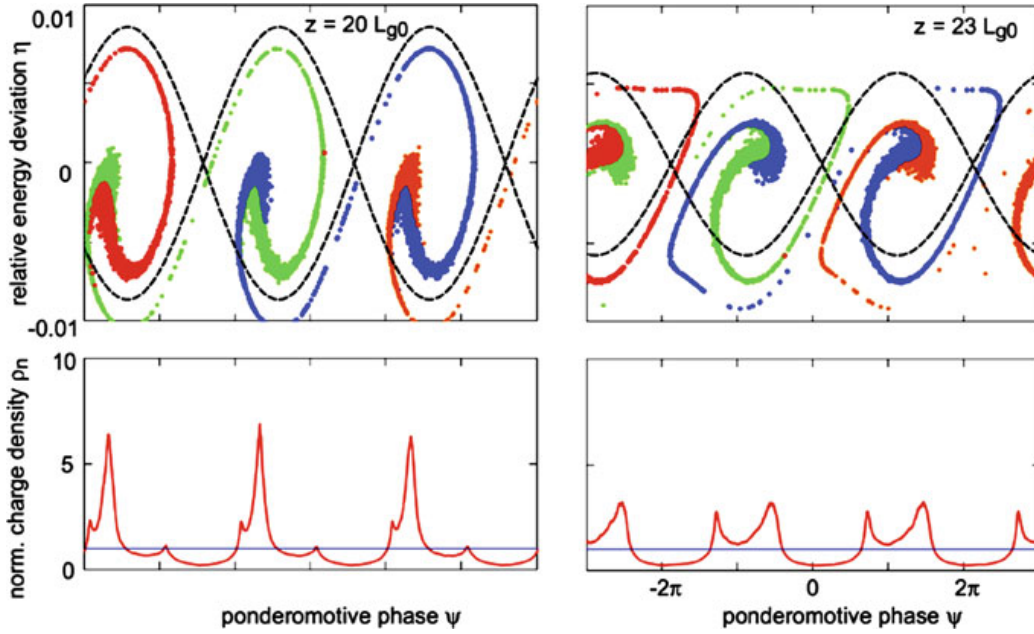 0.01
z = 20 Lg0
z = 23 Lg0
relative energy deviation η
0
-0.01
10
norm. charge density ρn
5
0
-2π 0 2π
ponderomotive phase ψ
ponderomotive phase ψ